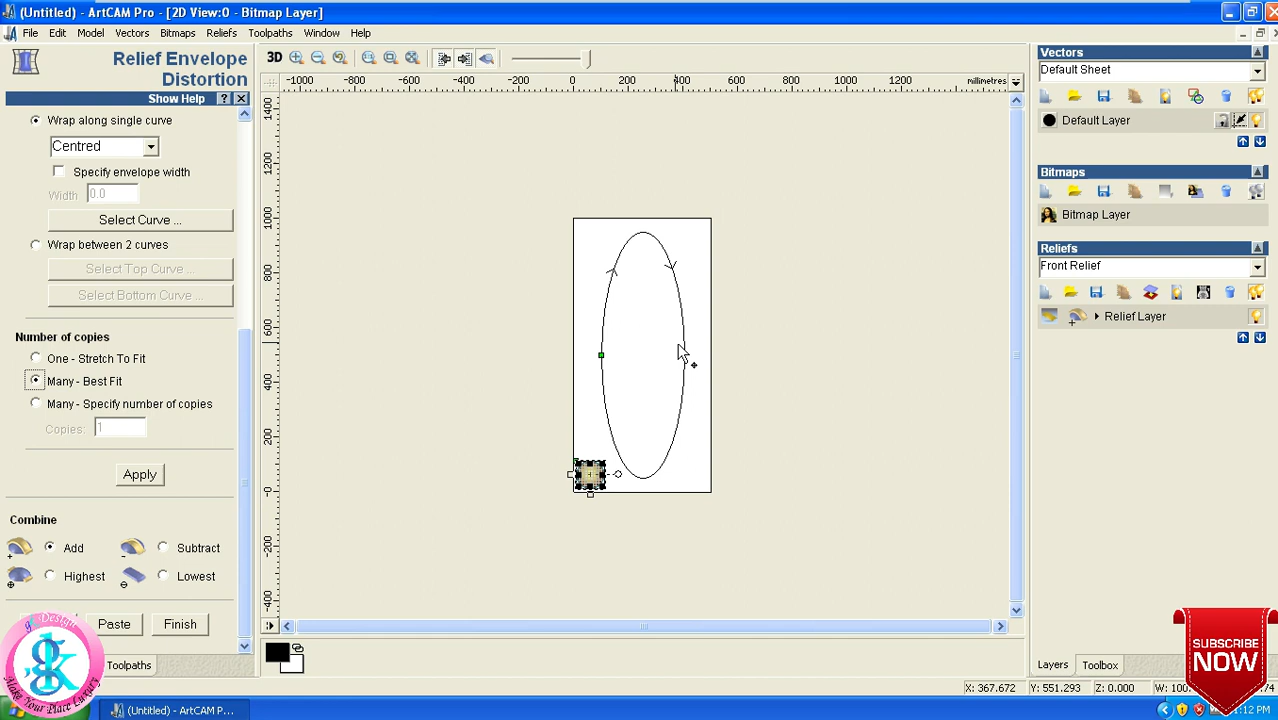 (Untitled) - ArtCAM Pro - [2D View:0 - Bitmap Layer]
File Edit Model Vectors Bitmaps Reliefs Toolpaths Window Help
Relief Envelope
Distortion
Show Help ? X
Wrap along single curve
Centred
Specify envelope width
Width 0.0
Select Curve ...
Wrap between 2 curves
Select Top Curve ...
Select Bottom Curve ...
Number of copies
One - Stretch To Fit
Many - Best Fit
Many - Specify number of copies
Copies: 1
Apply
Combine
Add Subtract
Highest Lowest
Paste Finish
Toolpaths
gk Design
Make Your Place Luxury
3D
-1000 -800 -600 -400 -200 0 200 400 600 800 1000 1200 millimetres
1400
1200
1000
800
600
400
200
-0
-200
-400
Vectors
Default Sheet
Default Layer
Bitmaps
Bitmap Layer
Reliefs
Front Relief
Relief Layer
Layers Toolbox
SUBSCRIBE
NOW
X: 367.672 Y: 551.293 Z: 0.000
(Untitled) - ArtCAM P...